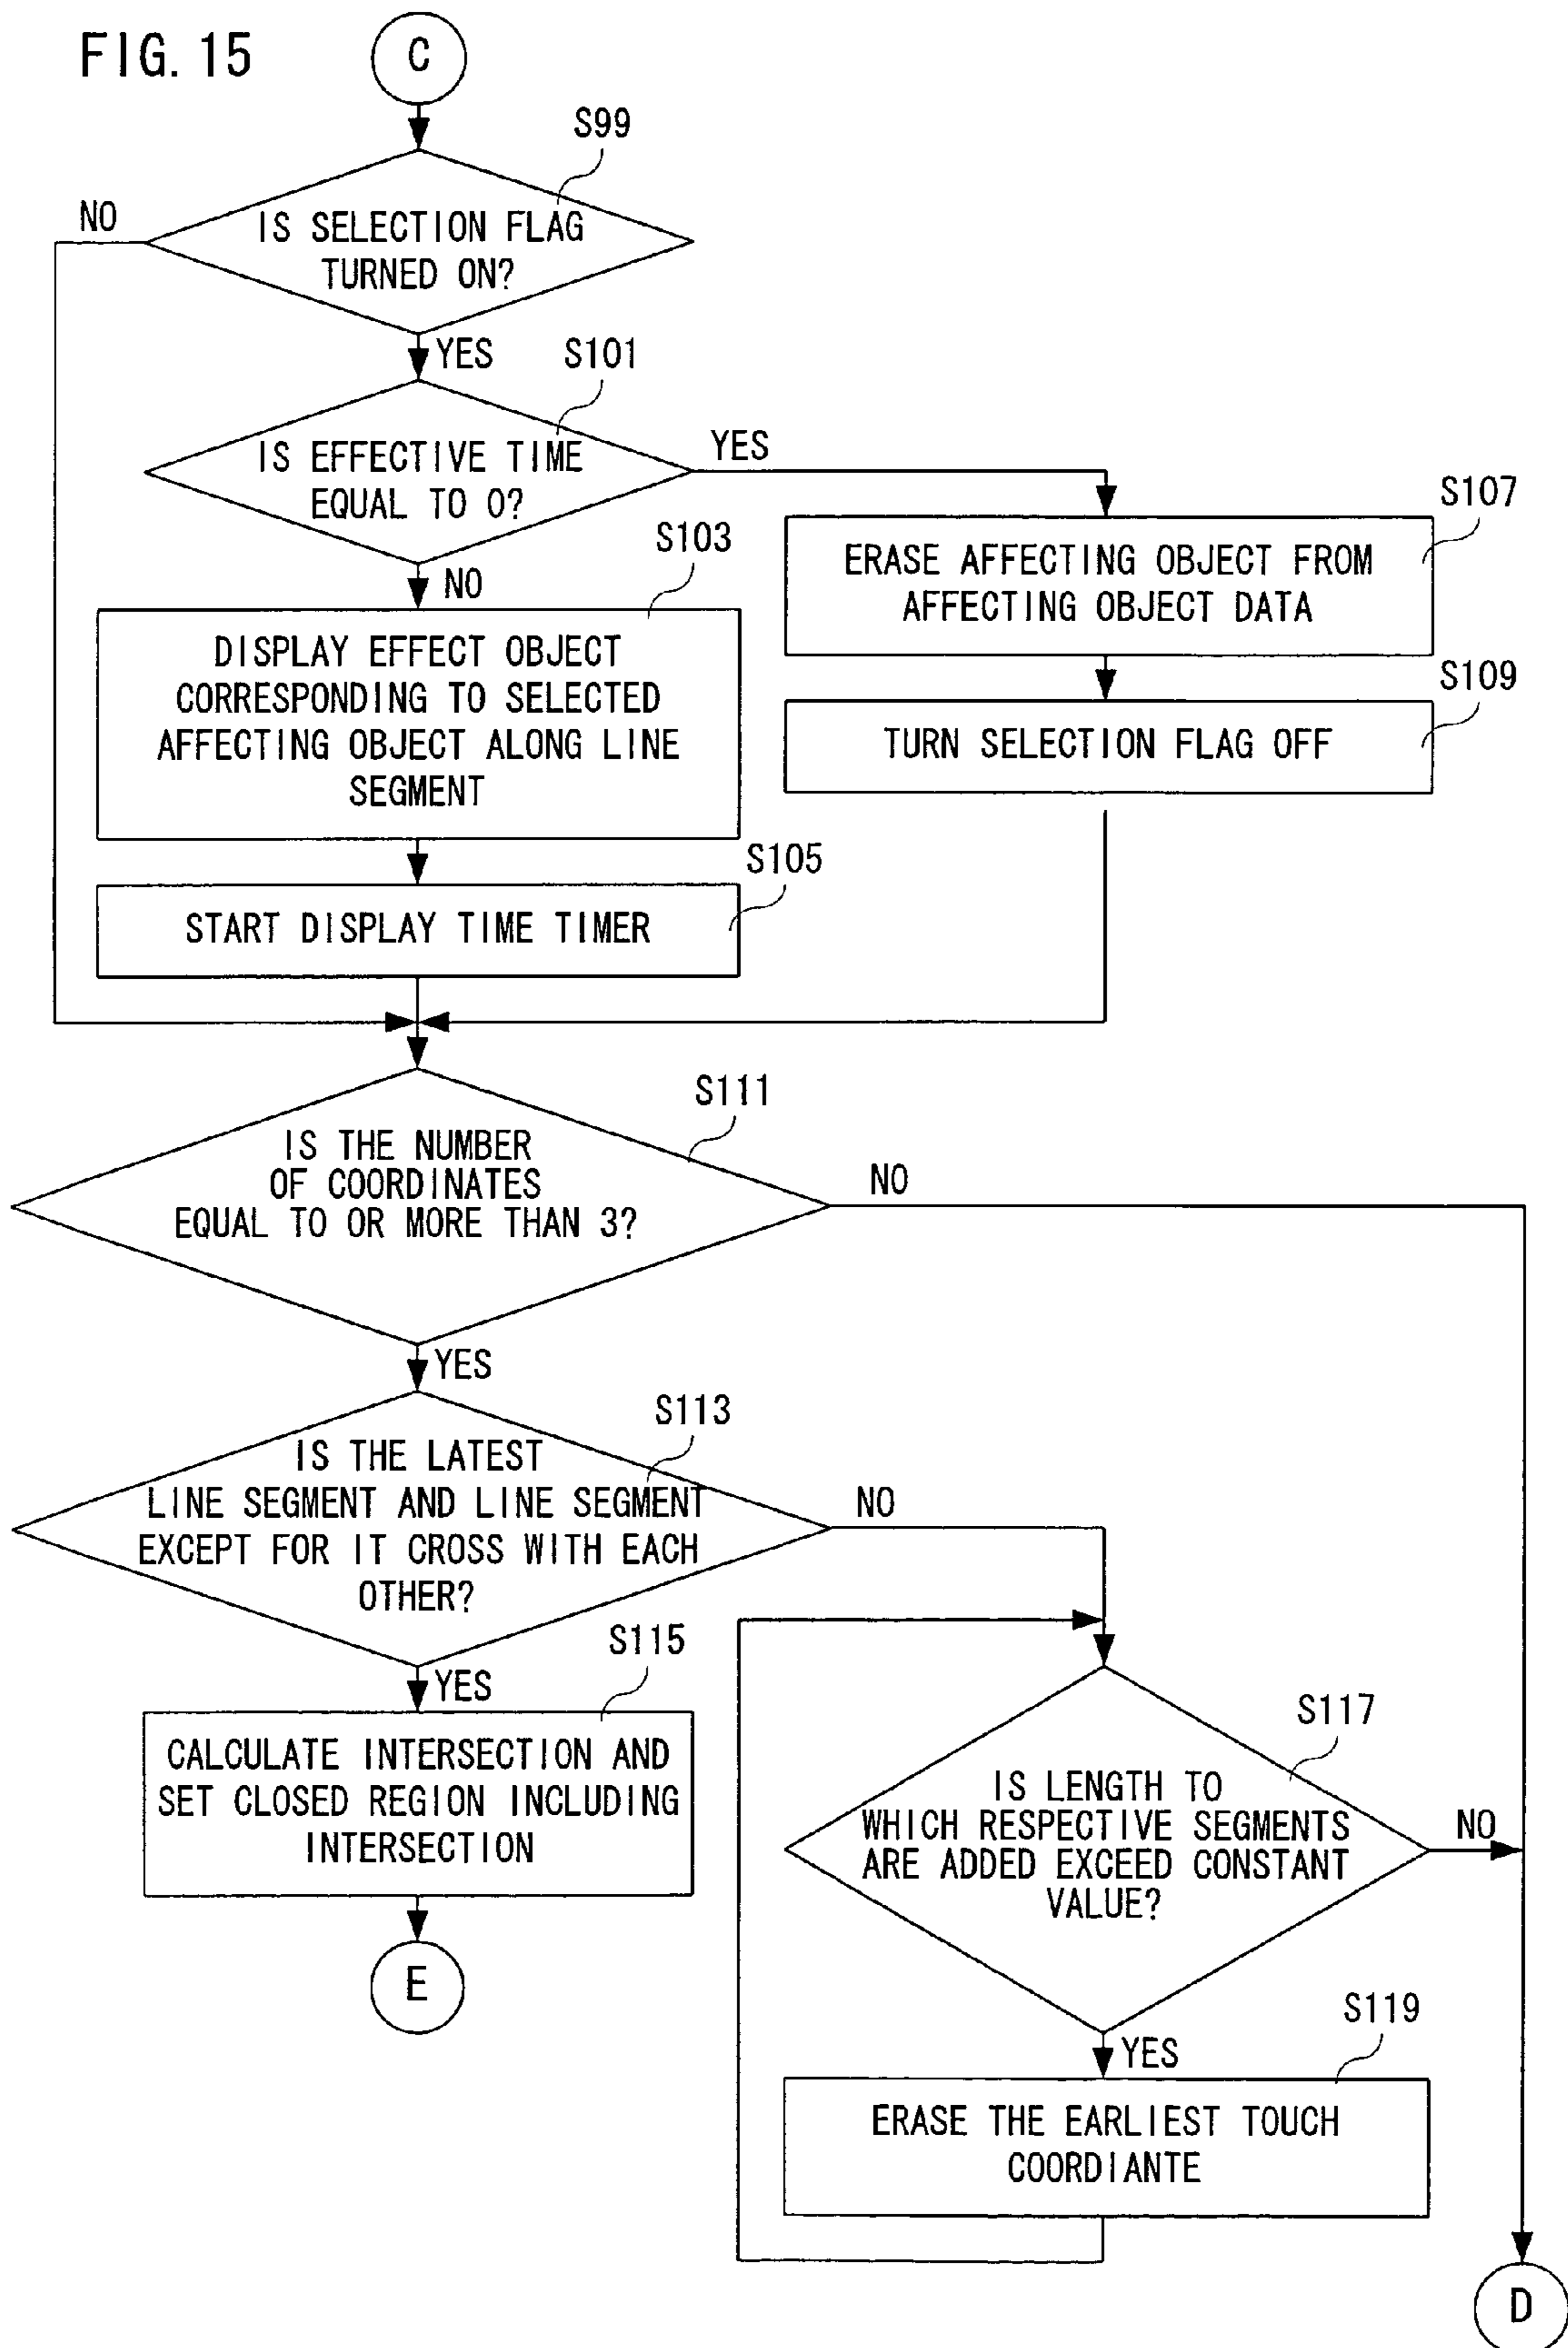 FIG. 15
C
S99
IS SELECTION FLAG
TURNED ON?
NO
YES
S101
IS EFFECTIVE TIME
EQUAL TO 0?
YES
NO
S103
DISPLAY EFFECT OBJECT
CORRESPONDING TO SELECTED
AFFECTING OBJECT ALONG LINE
SEGMENT
S107
ERASE AFFECTING OBJECT FROM
AFFECTING OBJECT DATA
S109
TURN SELECTION FLAG OFF
S105
START DISPLAY TIME TIMER
S111
IS THE NUMBER
OF COORDINATES
EQUAL TO OR MORE THAN 3?
NO
YES
S113
IS THE LATEST
LINE SEGMENT AND LINE SEGMENT
EXCEPT FOR IT CROSS WITH EACH
OTHER?
NO
YES
S115
CALCULATE INTERSECTION AND
SET CLOSED REGION INCLUDING
INTERSECTION
E
S117
IS LENGTH TO
WHICH RESPECTIVE SEGMENTS
ARE ADDED EXCEED CONSTANT
VALUE?
NO
YES
S119
ERASE THE EARLIEST TOUCH
COORDIANTE
D